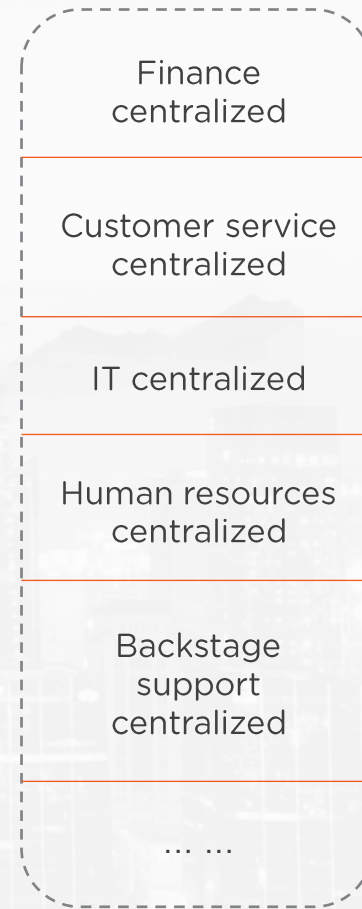 Finance
centralized
Customer service
centralized
IT centralized
Human resources
centralized
Backstage
support
centralized
... ...